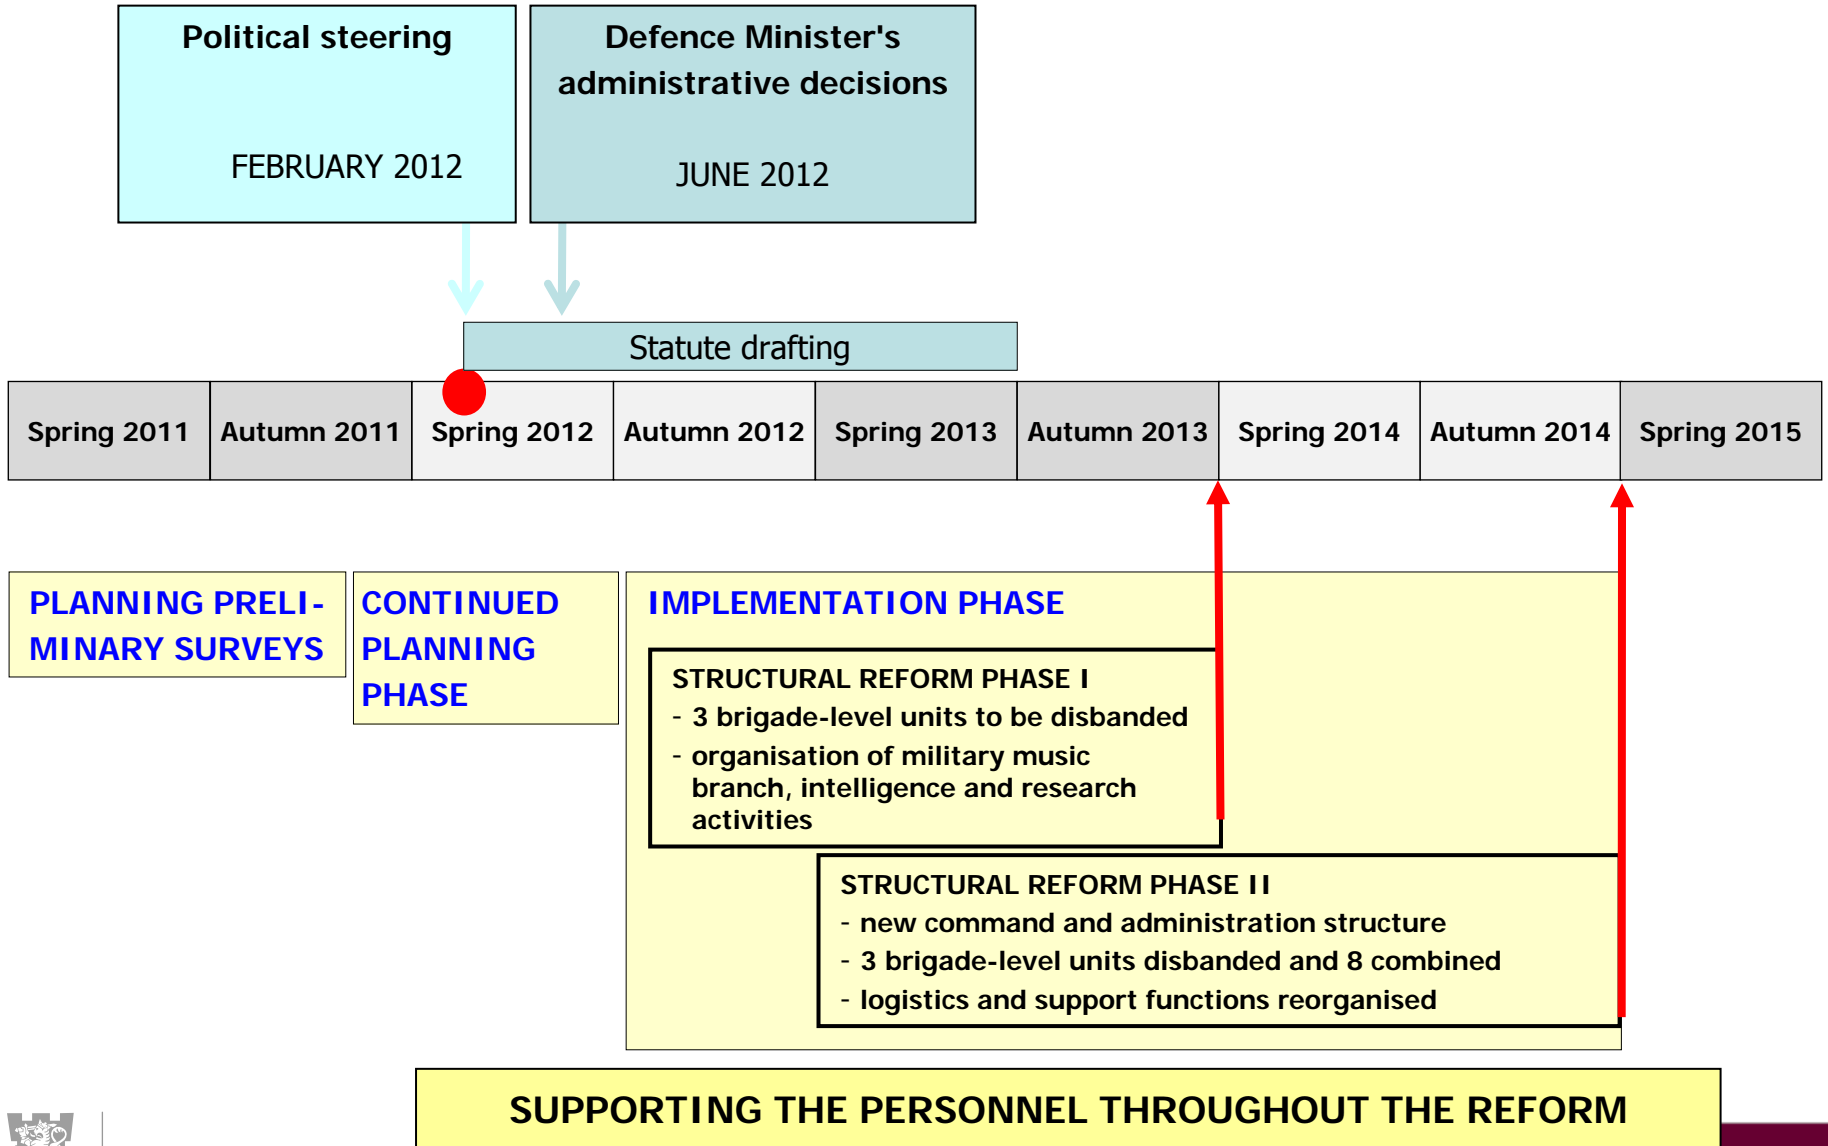 Political steering
FEBRUARY 2012
Defence Minister's
administrative decisions
JUNE 2012
Statute drafting
Spring 2011
Autumn 2011
Spring 2012
Autumn 2012
Spring 2013
Autumn 2013
Spring 2014
Autumn 2014
Spring 2015
PLANNING PRELI-
MINARY SURVEYS
CONTINUED
PLANNING
PHASE
IMPLEMENTATION PHASE
STRUCTURAL REFORM PHASE I
- 3 brigade-level units to be disbanded
- organisation of military music
branch, intelligence and research
activities
STRUCTURAL REFORM PHASE II
- new command and administration structure
- 3 brigade-level units disbanded and 8 combined
- logistics and support functions reorganised
SUPPORTING THE PERSONNEL THROUGHOUT THE REFORM